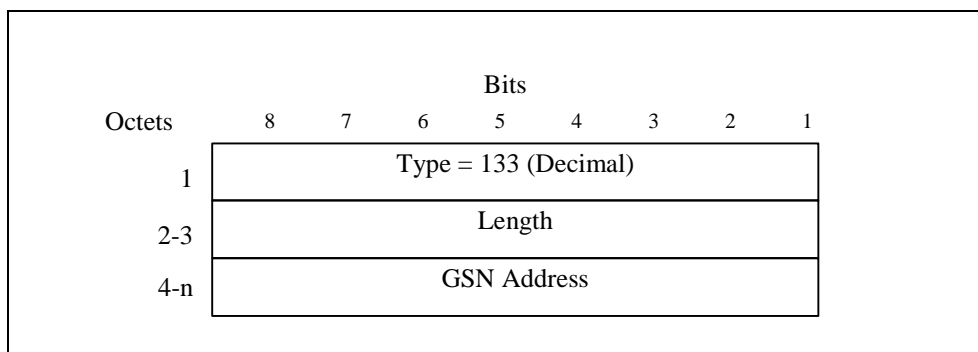 Bits
Octets 8 7 6 5 4 3 2 1
1 Type = 133 (Decimal)
2-3 Length
4-n GSN Address